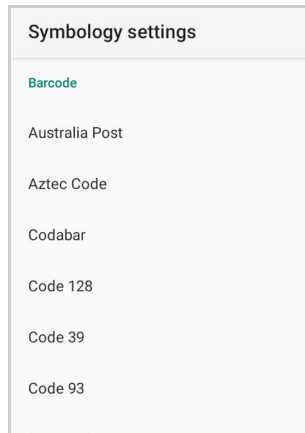 Symbology settings
Barcode
Australia Post
Aztec Code
Codabar
Code 128
Code 39
Code 93